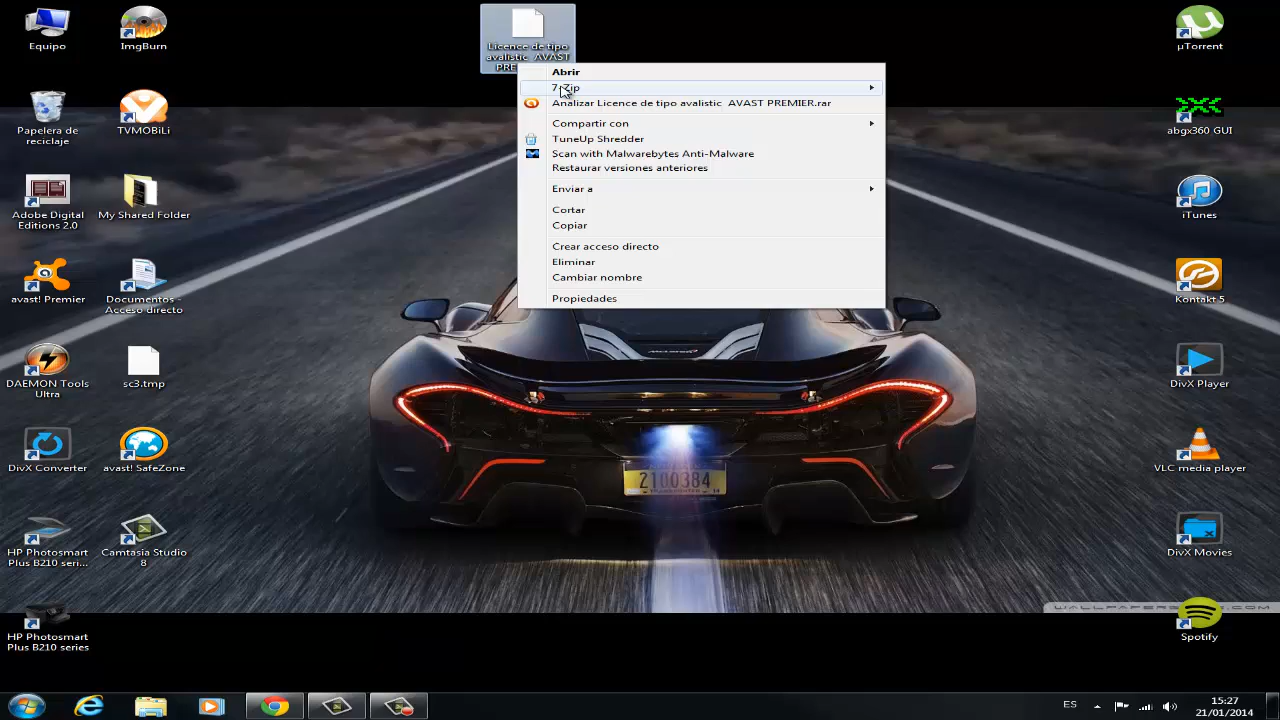 Equipo
ImgBurn
Licence de tipo
avalistic AVAST
µTorrent
Abrir
7-Zip
Analizar Licence de tipo avalistic AVAST PREMIER.rar
Compartir con
TuneUp Shredder
Scan with Malwarebytes Anti-Malware
Restaurar versiones anteriores
Enviar a
Cortar
Copiar
Crear acceso directo
Eliminar
Cambiar nombre
Propiedades
Papelera de
reciclaje
TVMOBiLi
abgx360 GUI
Adobe Digital
Editions 2.0
My Shared Folder
iTunes
avast! Premier
Documentos -
Acceso directo
Kontakt 5
DAEMON Tools
Ultra
sc3.tmp
DivX Player
DivX Converter
avast! SafeZone
VLC media player
2100384
HP Photosmart
Plus B210 seri...
Camtasia Studio
8
DivX Movies
HP Photosmart
Plus B210 series
Spotify
ES
15:27
21/01/2014